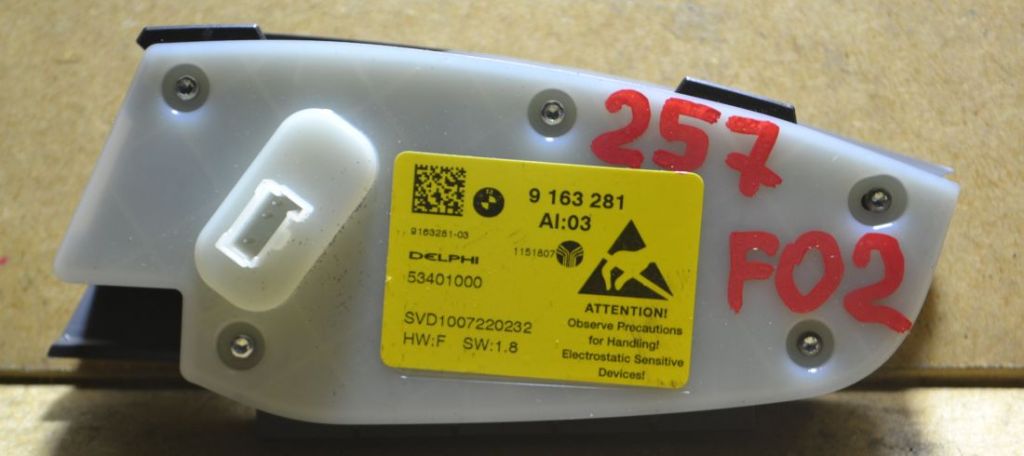 9 163 281
AI:03
9163281-03
1151807
DELPHI
53401000
SVD1007220232
HW:F SW:1.8
ATTENTION!
Observe Precautions
for Handling!
Electrostatic Sensitive
Devices!
257
F02